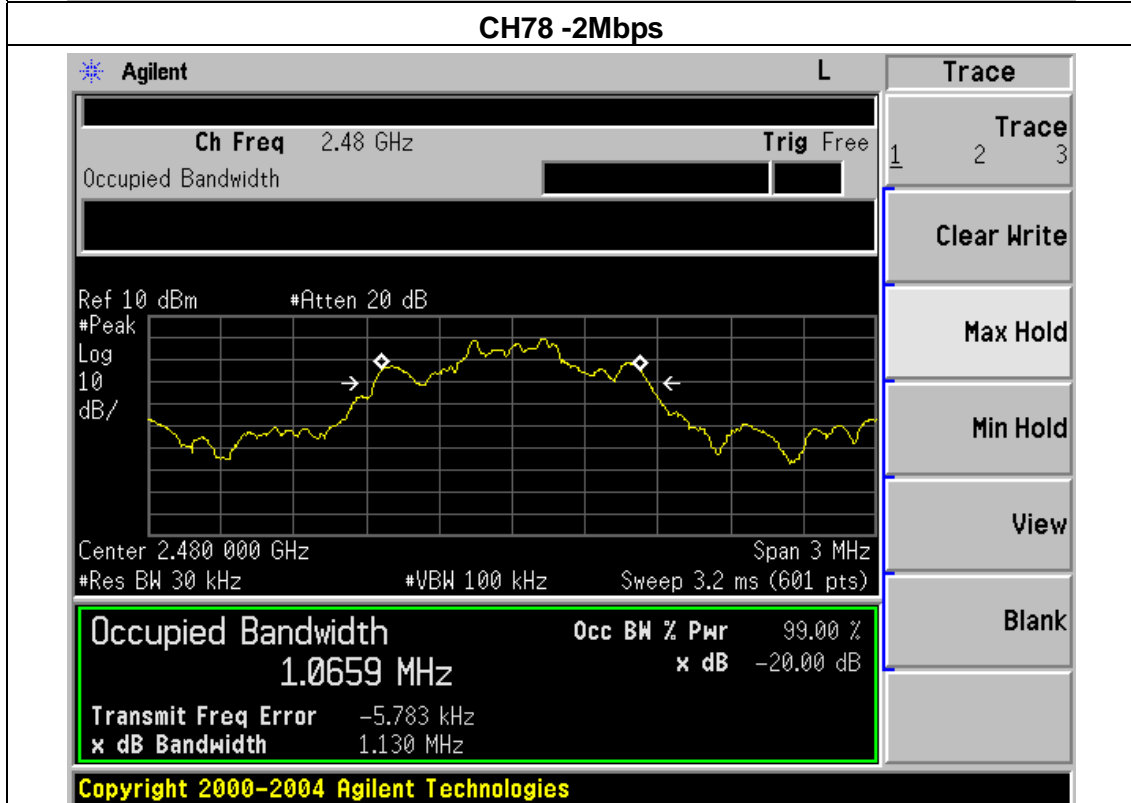 CH78 -2Mbps
Agilent L Trace
Ch Freq 2.48 GHz Trig Free
Occupied Bandwidth
Trace
1 2 3
Clear Write
Max Hold
Min Hold
View
Blank
Ref 10 dBm #Atten 20 dB
#Peak
Log
10
dB/
Center 2.480 000 GHz Span 3 MHz
#Res BW 30 kHz #VBW 100 kHz Sweep 3.2 ms (601 pts)
Occupied Bandwidth Occ BW % Pwr 99.00 %
1.0659 MHz x dB -20.00 dB
Transmit Freq Error -5.783 kHz
x dB Bandwidth 1.130 MHz
Copyright 2000-2004 Agilent Technologies